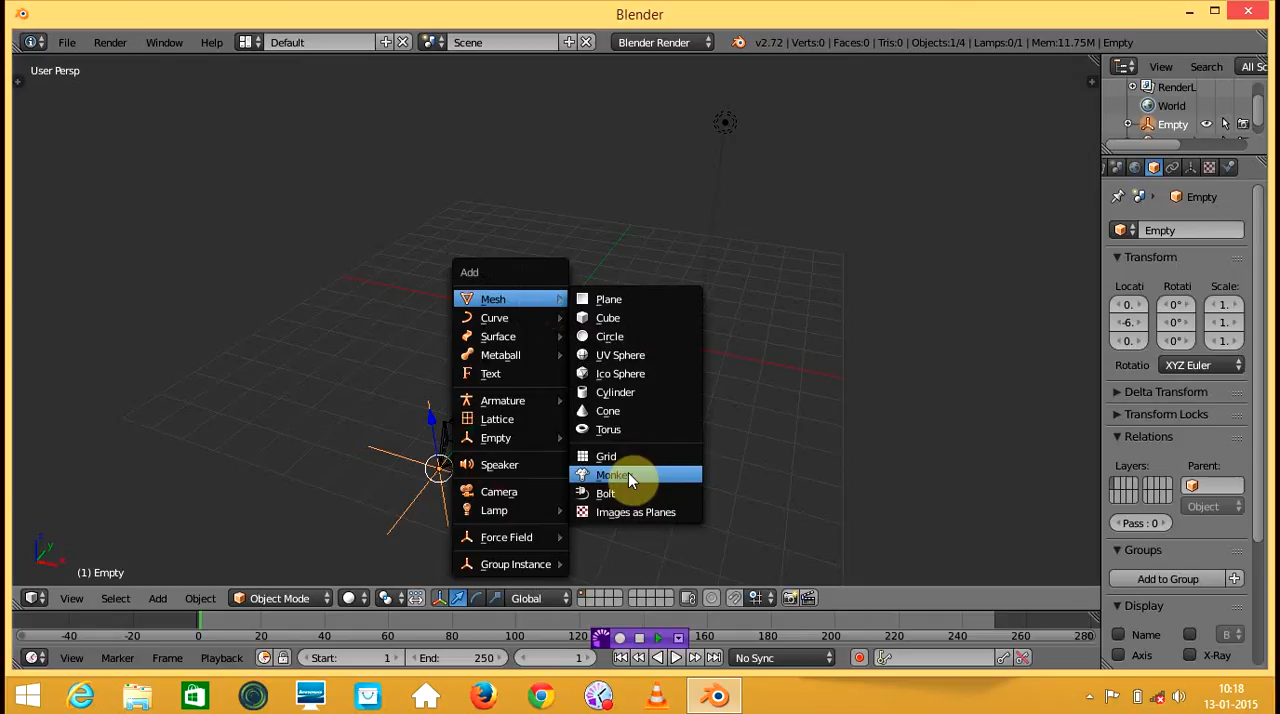 Blender
File Render Window Help Default Scene Blender Render v2.72 | Verts:0 | Faces:0 | Tris:0 | Objects:1/4 | Lamps:0/1 | Mem:11.75M | Empty
User Persp
View Search All Sc
RenderL
World
Empty
Empty
Empty
Transform
Locati Rotati Scale:
0. 0° 1.
-6. 0° 1.
0. 0° 1.
Rotatio XYZ Euler
Delta Transform
Transform Locks
Relations
Layers: Parent:
Object
Pass : 0
Groups
Add to Group
Display
Name B
Axis X-Ray
Add
Mesh
Curve
Surface
Metaball
Text
Armature
Lattice
Empty
Speaker
Camera
Lamp
Force Field
Group Instance
Plane
Cube
Circle
UV Sphere
Ico Sphere
Cylinder
Cone
Torus
Grid
Monkey
Bolt
Images as Planes
(1) Empty
View Select Add Object Object Mode Global
-40 -20 0 20 40 60 80 100 120 160 180 200 220 240 260 280
View Marker Frame Playback Start: 1 End: 250 1 No Sync
10:18
13-01-2015